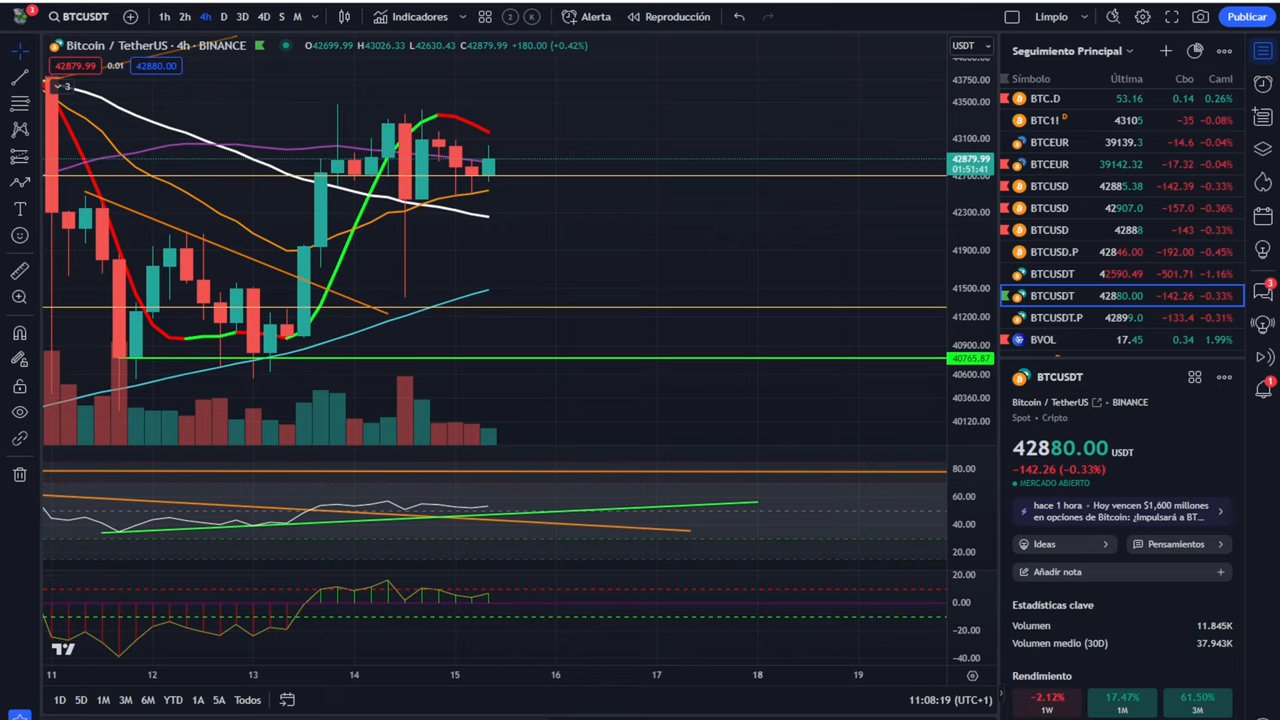 3
BTCUSDT
1h 2h 4h D 3D 4D S M
Indicadores
2 K
Alerta
Reproducción
Limpio
Publicar
Bitcoin / TetherUS · 4h · BINANCE
O42699.99 H43026.33 L42630.43 C42879.99 +180.00 (+0.42%)
42879.99 0.01 42880.00
3
USDT
43750.00
43500.00
43100.00
42879.99
01:51:41
42700.00
42300.00
41900.00
41500.00
41200.00
40900.00
40765.87
40600.00
40360.00
40120.00
80.00
60.00
40.00
20.00
20.00
0.00
−20.00
−40.00
11 12 13 14 15 16 17 18 19
1D 5D 1M 3M 6M YTD 1A 5A Todos
11:08:19 (UTC+1)
Seguimiento Principal
Símbolo Última Cbo Caml
BTC.D 53.16 0.14 0.26%
BTC1! D 43105 −35 −0.08%
BTCEUR 39139.3 −14.6 −0.04%
BTCEUR 39142.32 −17.32 −0.04%
BTCUSD 42885.38 −142.39 −0.33%
BTCUSD 42907.0 −157.0 −0.36%
BTCUSD 42888 −143 −0.33%
BTCUSD.P 42846.00 −192.00 −0.45%
BTCUSDT 42590.49 −501.71 −1.16%
BTCUSDT 42880.00 −142.26 −0.33%
BTCUSDT.P 42899.0 −133.4 −0.31%
BVOL 17.45 0.34 1.99%
BTCUSDT
Bitcoin / TetherUS · BINANCE
Spot · Cripto
42880.00 USDT
−142.26 (−0.33%)
MERCADO ABIERTO
hace 1 hora · Hoy vencen $1,600 millones
en opciones de Bitcoin: ¿Impulsará a BT...
Ideas
Pensamientos
Añadir nota
Estadísticas clave
Volumen 11.845K
Volumen medio (30D) 37.943K
Rendimiento
−2.12% 17.47% 61.50%
1W 1M 3M
3
1